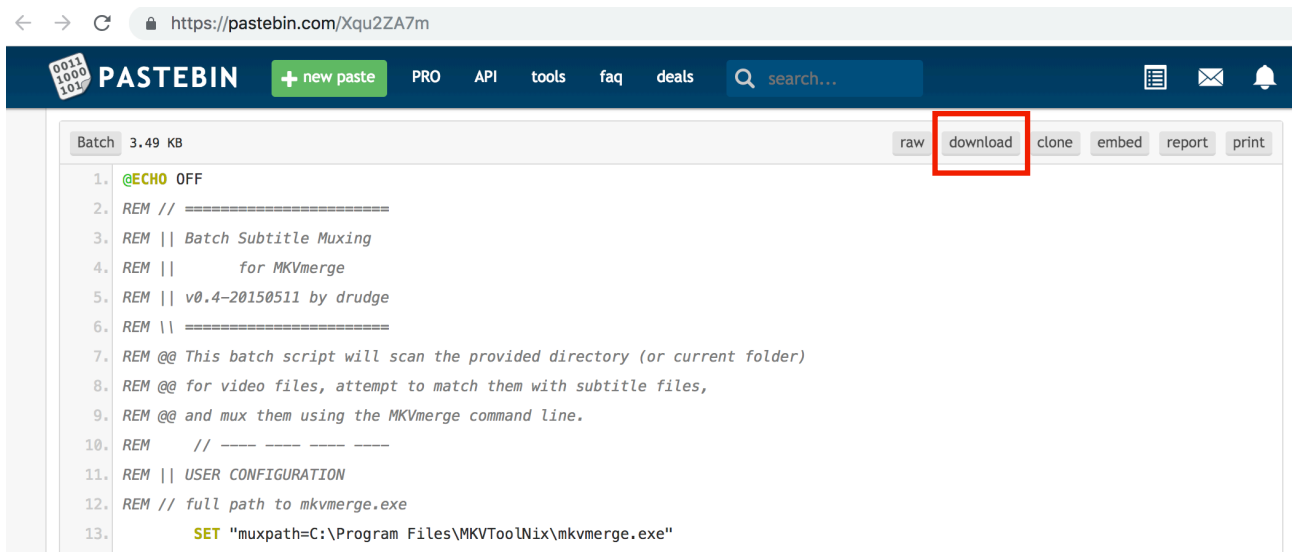 https://pastebin.com/Xqu2ZA7m
0011 1000 101 PASTEBIN + new paste PRO API tools faq deals search...
Batch 3.49 KB raw download clone embed report print
1. @ECHO OFF
2. REM // =======================
3. REM || Batch Subtitle Muxing
4. REM ||       for MKVmerge
5. REM || v0.4-20150511 by drudge
6. REM \\ =======================
7. REM @@ This batch script will scan the provided directory (or current folder)
8. REM @@ for video files, attempt to match them with subtitle files,
9. REM @@ and mux them using the MKVmerge command line.
10. REM     // ---- ---- ---- ----
11. REM || USER CONFIGURATION
12. REM // full path to mkvmerge.exe
13.         SET "muxpath=C:\Program Files\MKVToolNix\mkvmerge.exe"